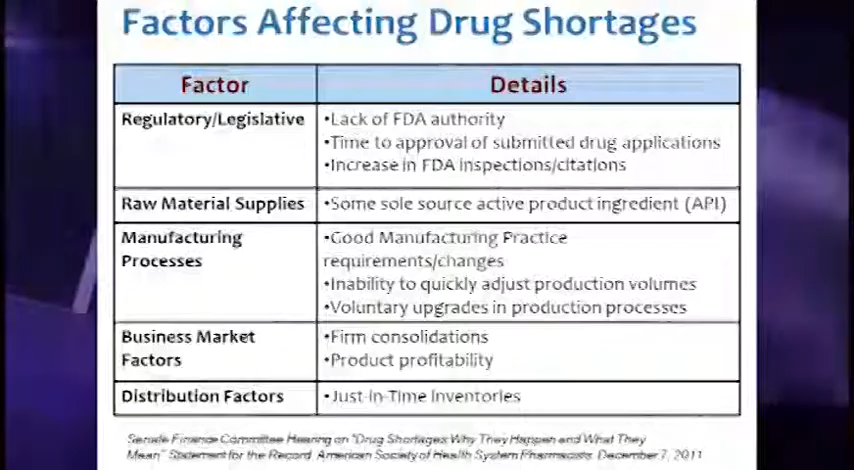 Factors Affecting Drug Shortages
Factor Details
Regulatory/Legislative •Lack of FDA authority
•Time to approval of submitted drug applications
•Increase in FDA inspections/citations
Raw Material Supplies •Some sole source active product ingredient (API)
Manufacturing •Good Manufacturing Practice
Processes requirements/changes
•Inability to quickly adjust production volumes
•Voluntary upgrades in production processes
Business Market •Firm consolidations
Factors •Product profitability
Distribution Factors •Just-In-Time Inventories
Senate Finance Committee Hearing on "Drug Shortages: Why They Happen and What They
Mean" Statement for the Record. American Society of Health System Pharmacists. December 7, 2011